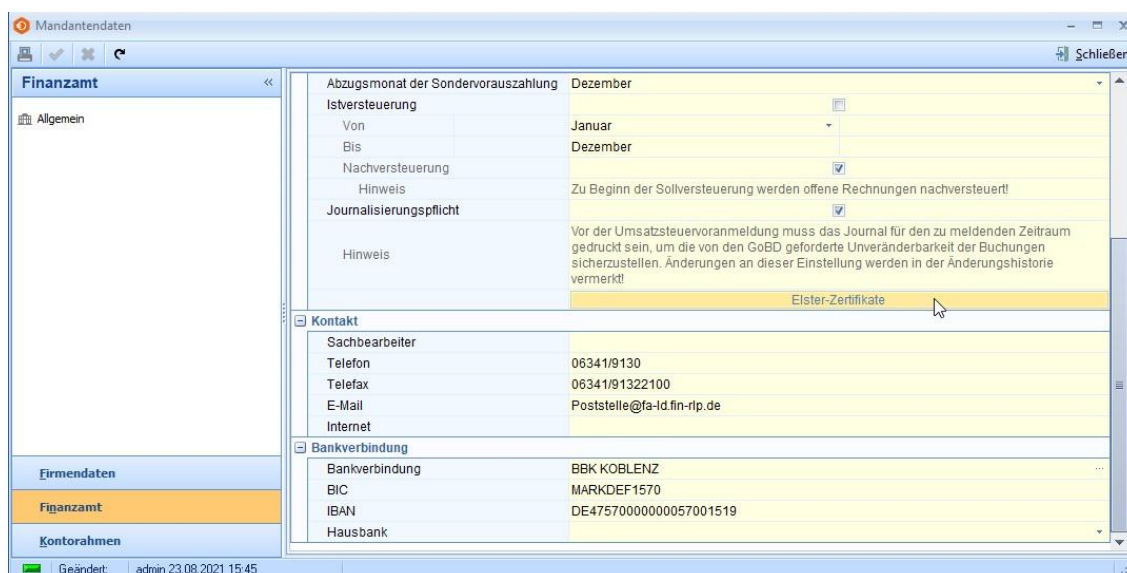 Mandantendaten
Schließen
Finanzamt «
Allgemein
Abzugsmonat der Sondervorauszahlung Dezember
Istversteuerung
Von Januar
Bis Dezember
Nachversteuerung
Hinweis Zu Beginn der Sollversteuerung werden offene Rechnungen nachversteuert!
Journalisierungspflicht
Hinweis
Vor der Umsatzsteuervoranmeldung muss das Journal für den zu meldenden Zeitraum
gedruckt sein, um die von den GoBD geforderte Unveränderbarkeit der Buchungen
sicherzustellen. Änderungen an dieser Einstellung werden in der Änderungshistorie
vermerkt!
Elster-Zertifikate
Kontakt
Sachbearbeiter
Telefon 06341/9130
Telefax 06341/91322100
E-Mail Poststelle@fa-ld.fin-rlp.de
Internet
Bankverbindung
Bankverbindung BBK KOBLENZ ...
BIC MARKDEF1570
IBAN DE47570000000057001519
Hausbank
Firmendaten
Finanzamt
Kontorahmen
Geändert: admin 23.08.2021 15:45